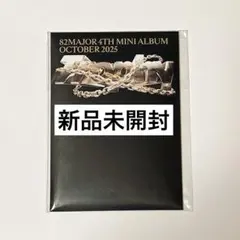 82MAJOR 4TH MINI ALBUM
OCTOBER 2025
新品未開封